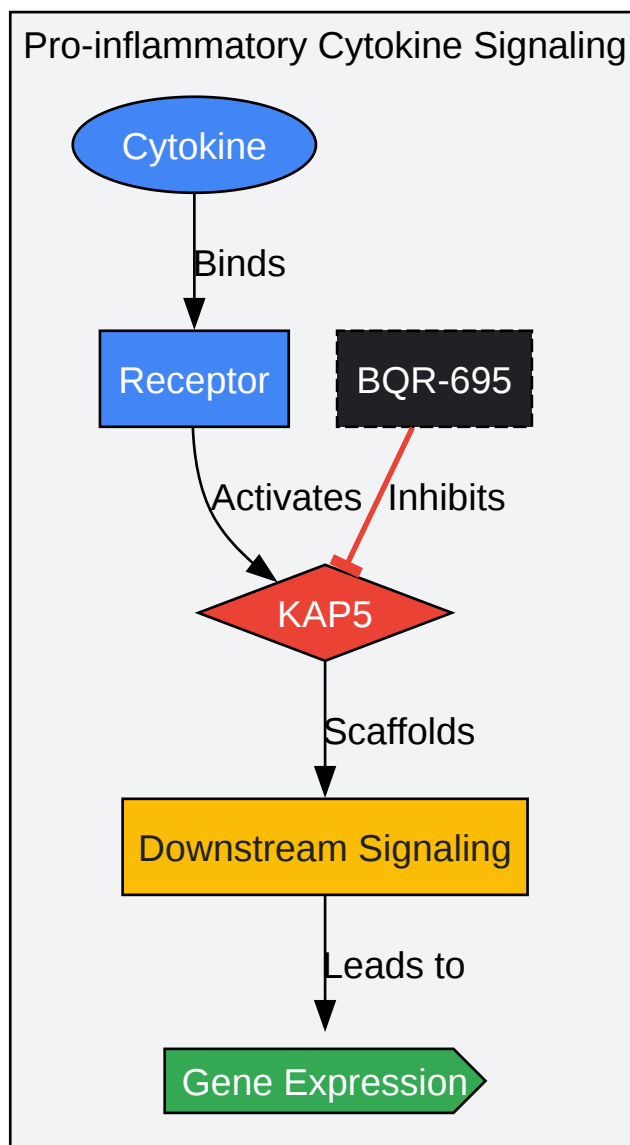 Pro-inflammatory Cytokine Signaling
Cytokine
Binds
Receptor
BQR-695
Activates
Inhibits
KAP5
Scaffolds
Downstream Signaling
Leads to
Gene Expression